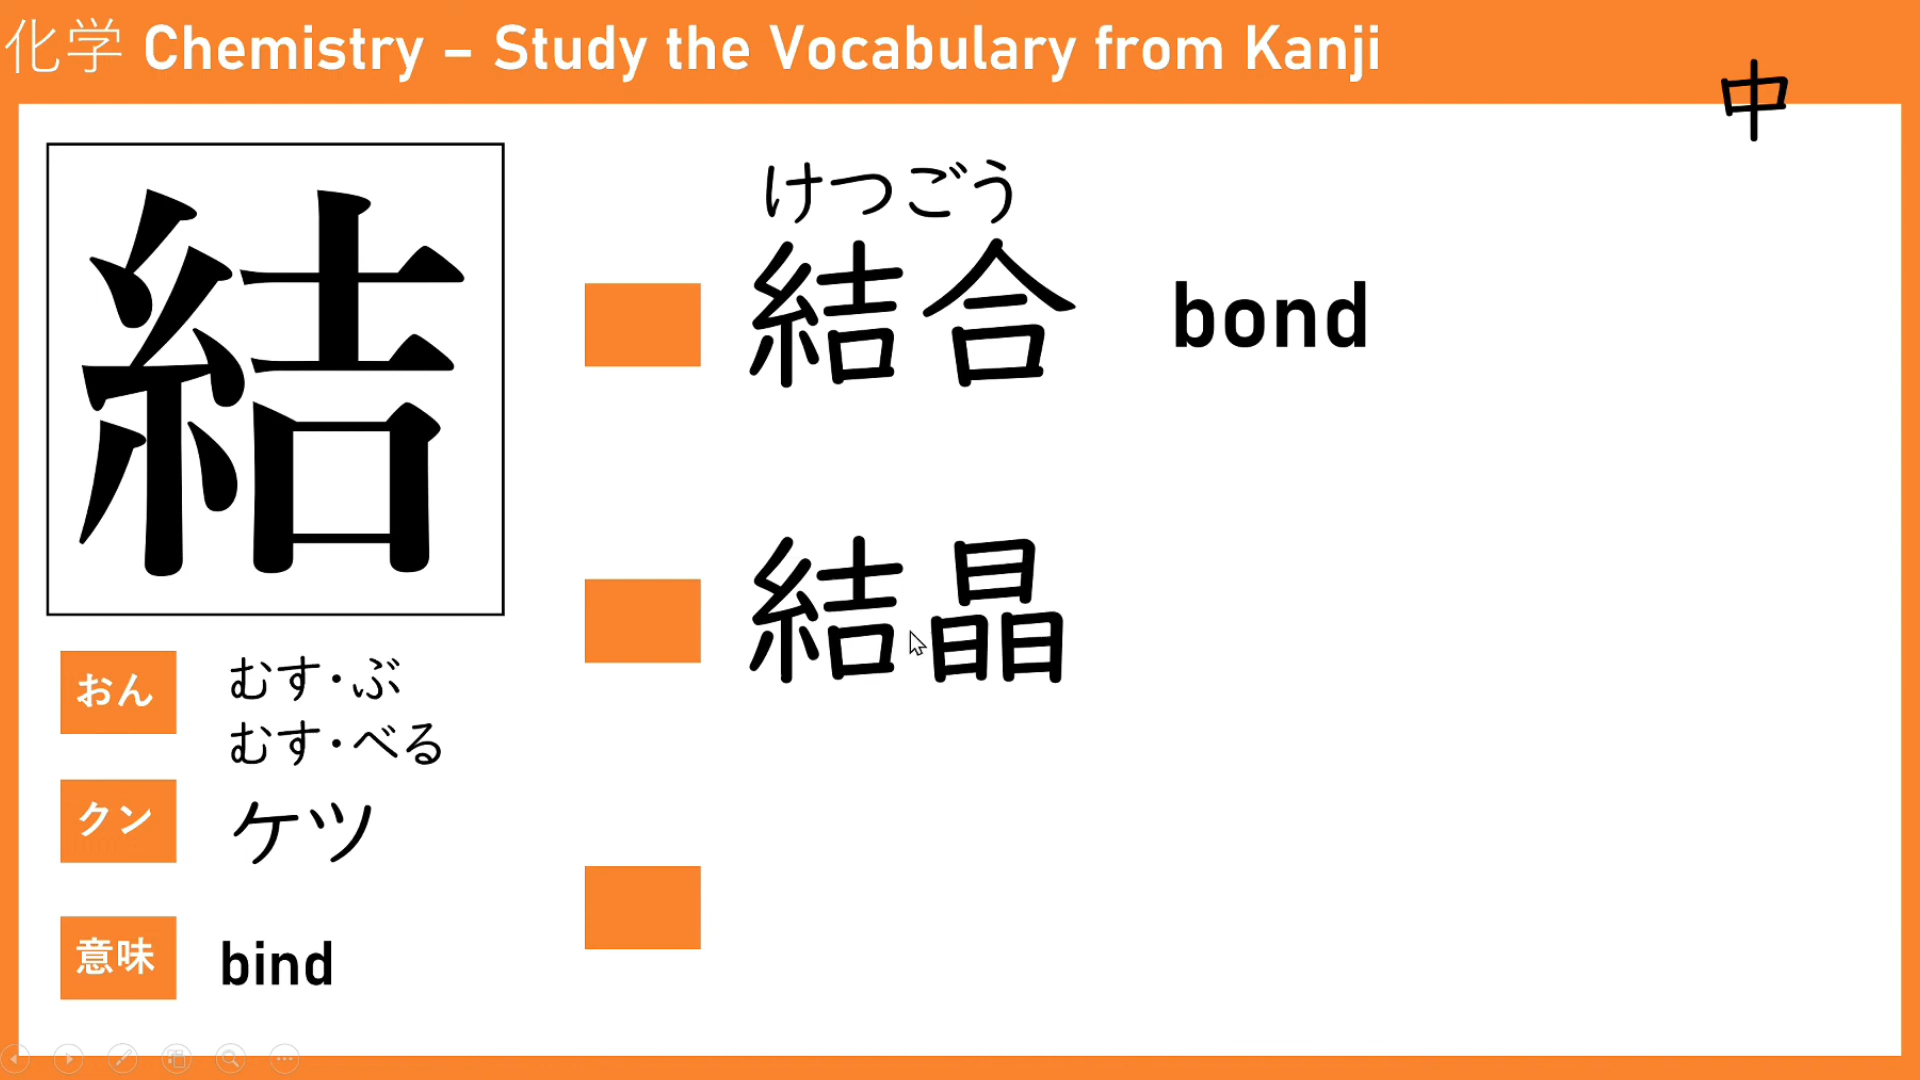 化学 Chemistry – Study the Vocabulary from Kanji
中
結
けつごう
結合 bond
結晶
おん むす・ぶ
むす・べる
クン ケツ
意味 bind